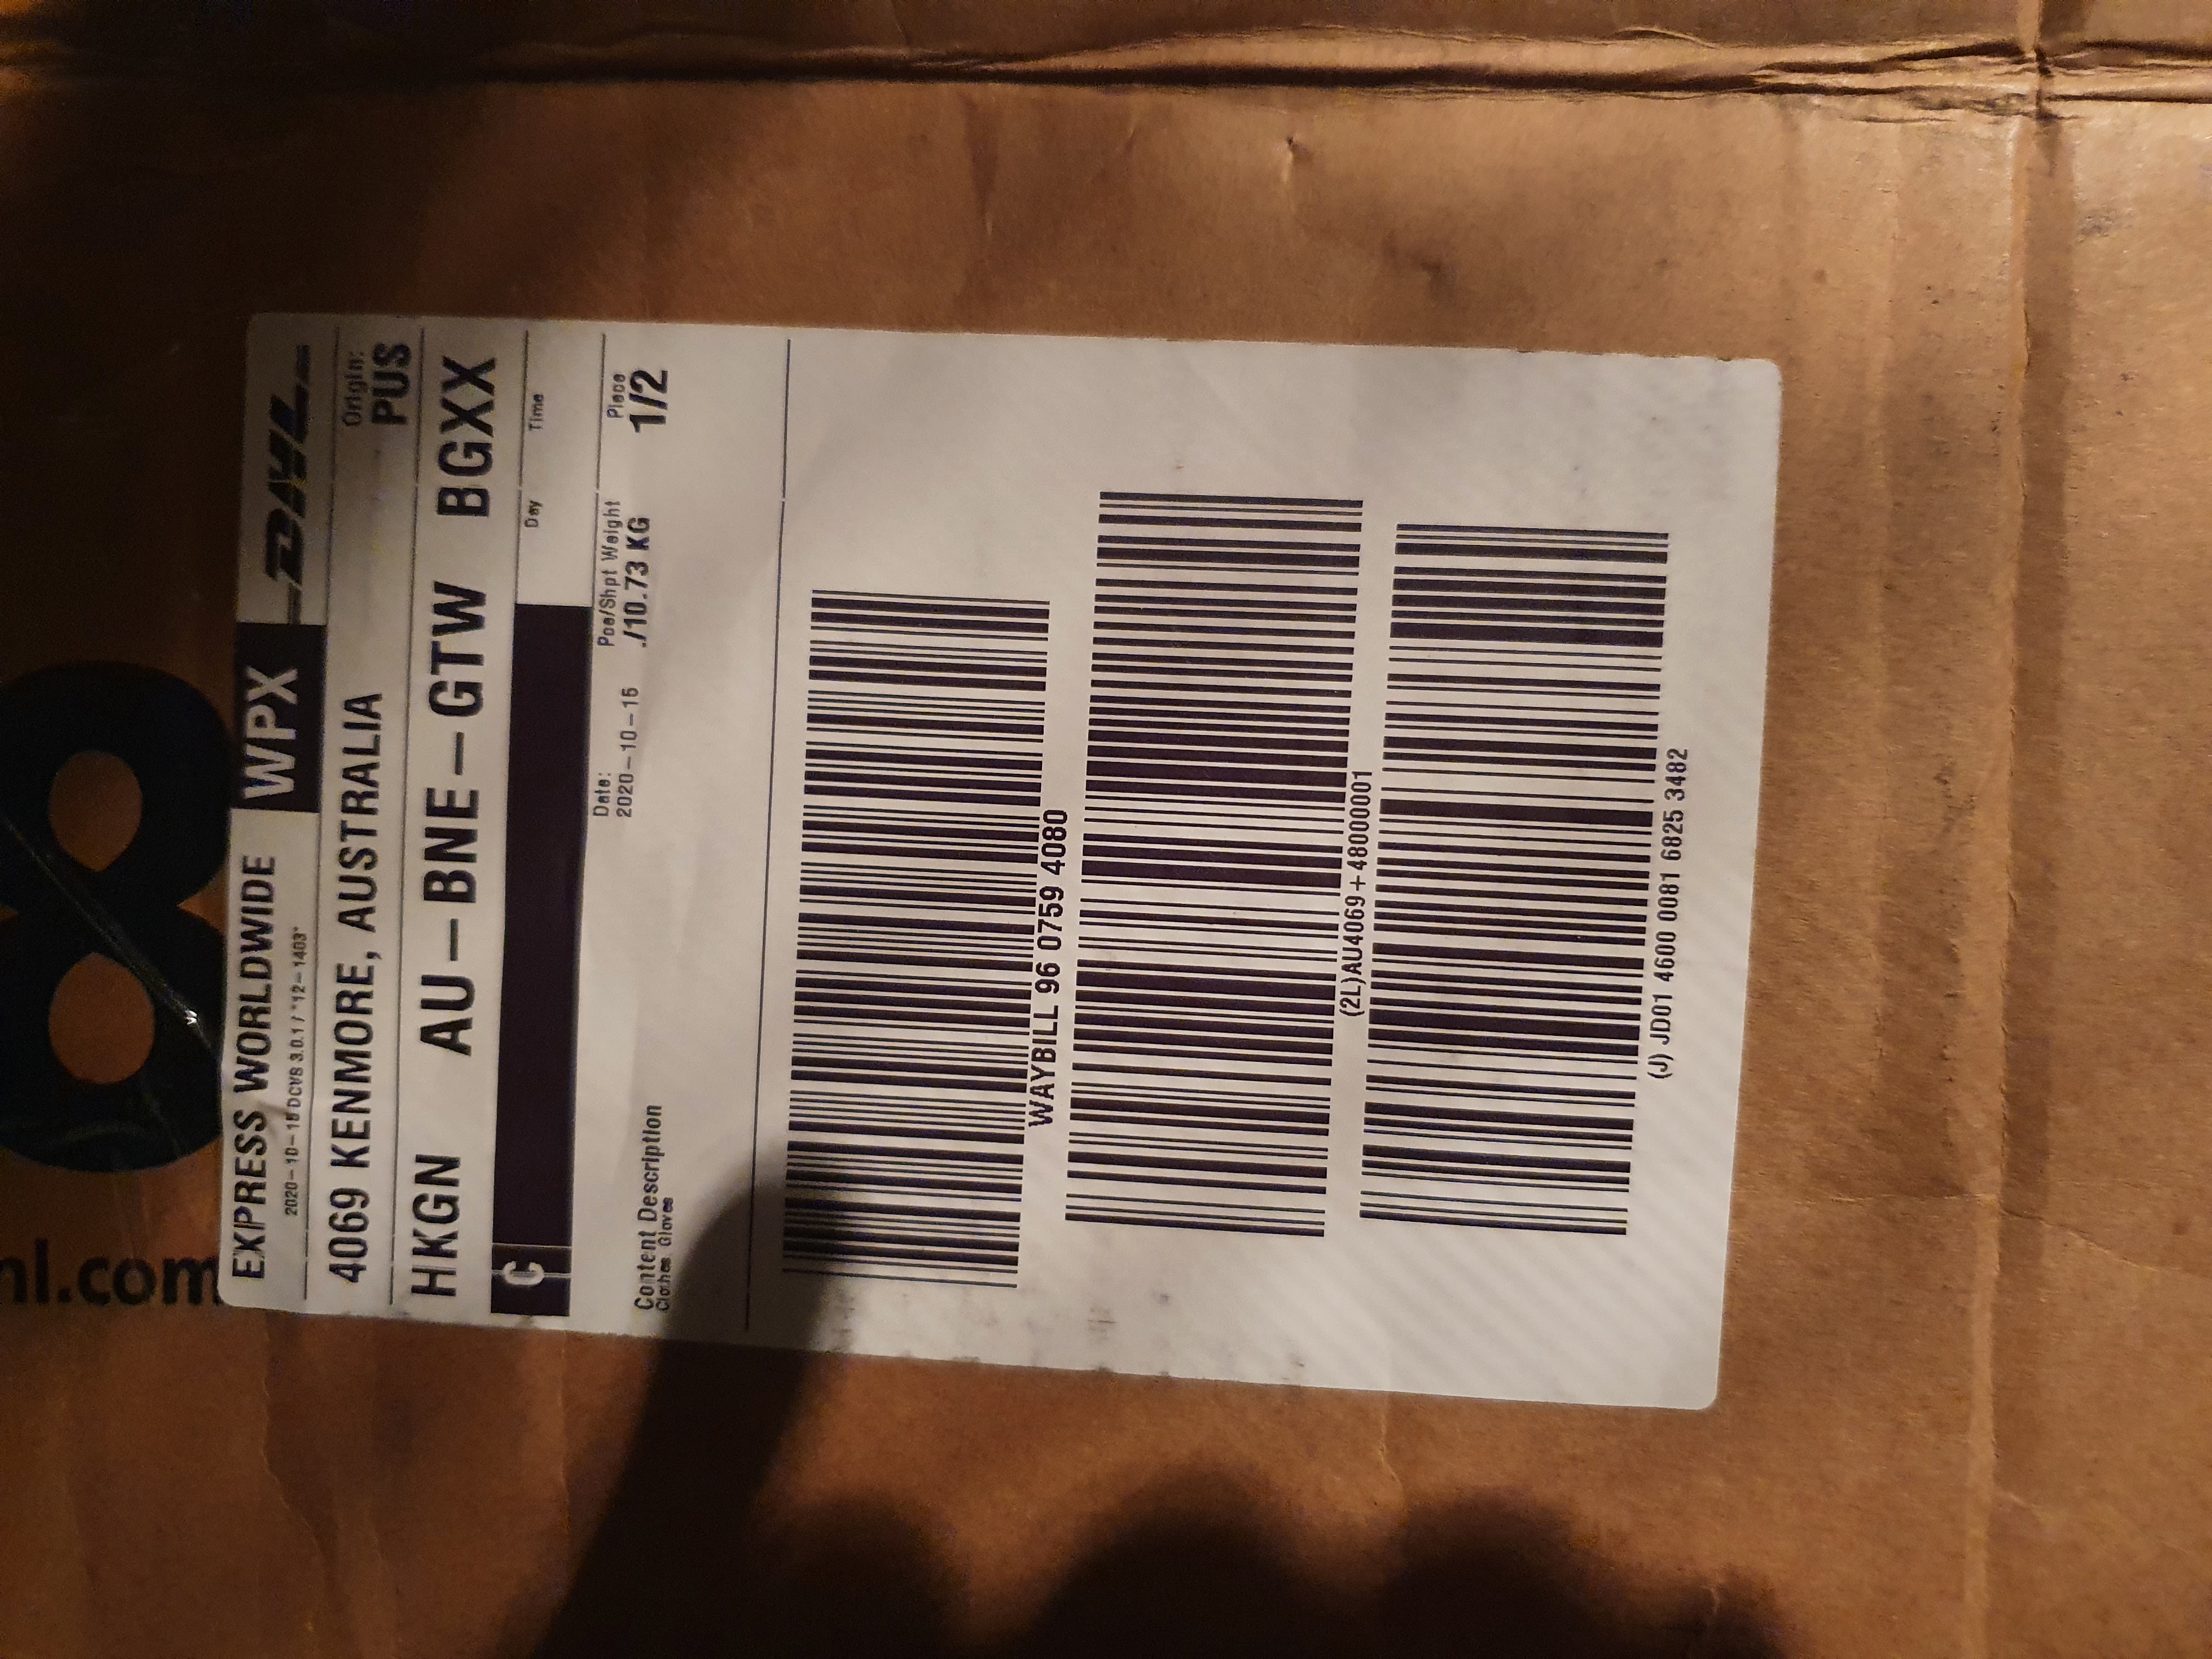 8
nl.com
EXPRESS WORLDWIDE WPX DHL
2020-10-15 DCVS 3.0.1 / *12-1403*
Origin:
4069 KENMORE, AUSTRALIA PUS
HKGN AU-BNE-GTW BGXX
C Day Time
Date: Pce/Shpt Weight Piece
2020-10-15 ./10.73 KG 1/2
Content Description
Clothes Gloves
WAYBILL 96 0759 4080
(2L)AU4069+48000001
(J) JD01 4600 0081 6825 3482